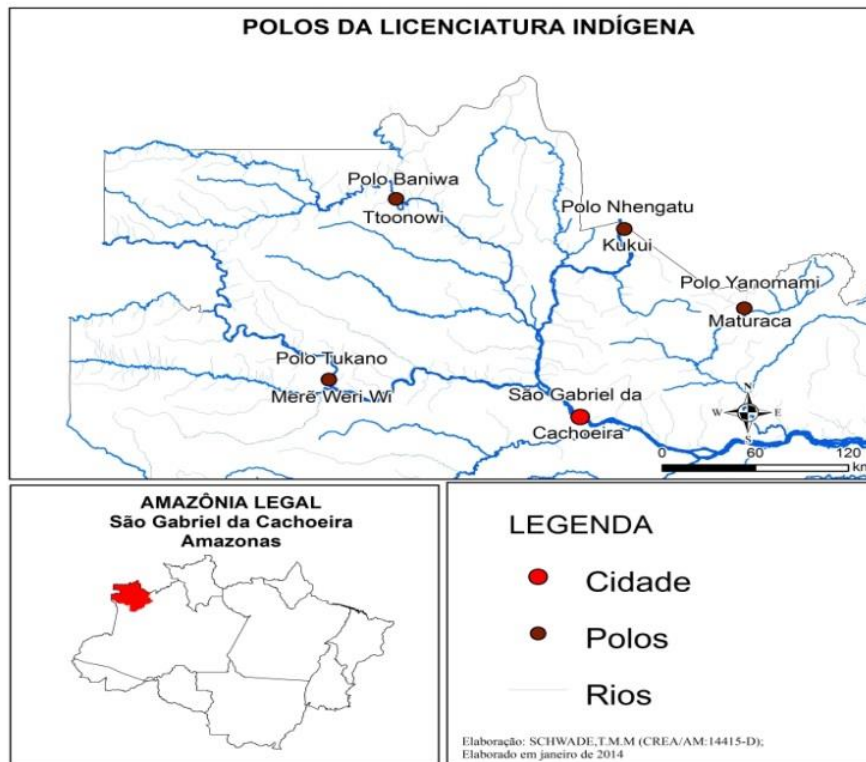 POLOS DA LICENCIATURA INDÍGENA
Polo Baniwa
Ttoonowi
Polo Nhengatu
Kukui
Polo Yanomami
Maturaca
Polo Tukano
Merẽ Weri Wi
São Gabriel da
Cachoeira
N
W E
S
0 60 120
km
AMAZÔNIA LEGAL
São Gabriel da Cachoeira
Amazonas
LEGENDA
Cidade
Polos
Rios
Elaboração: SCHWADE,T.M.M (CREA/AM:14415-D);
Elaborado em janeiro de 2014